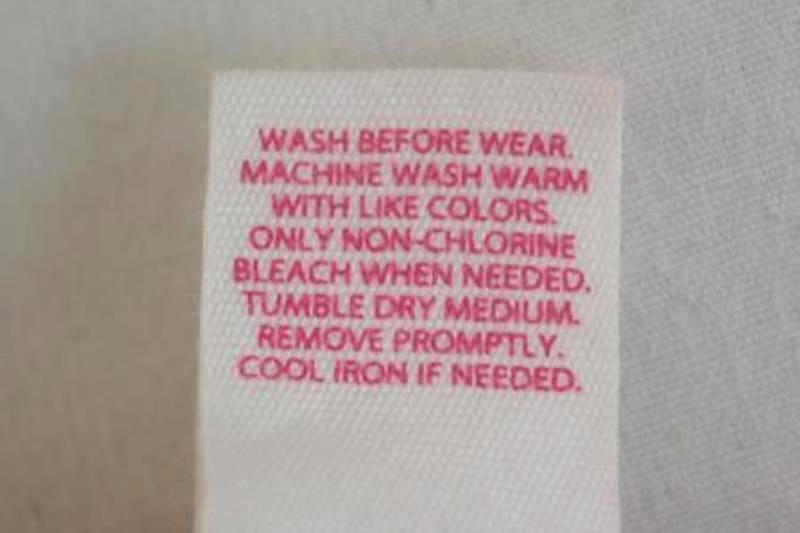 WASH BEFORE WEAR.
MACHINE WASH WARM
WITH LIKE COLORS.
ONLY NON-CHLORINE
BLEACH WHEN NEEDED.
TUMBLE DRY MEDIUM.
REMOVE PROMPTLY.
COOL IRON IF NEEDED.